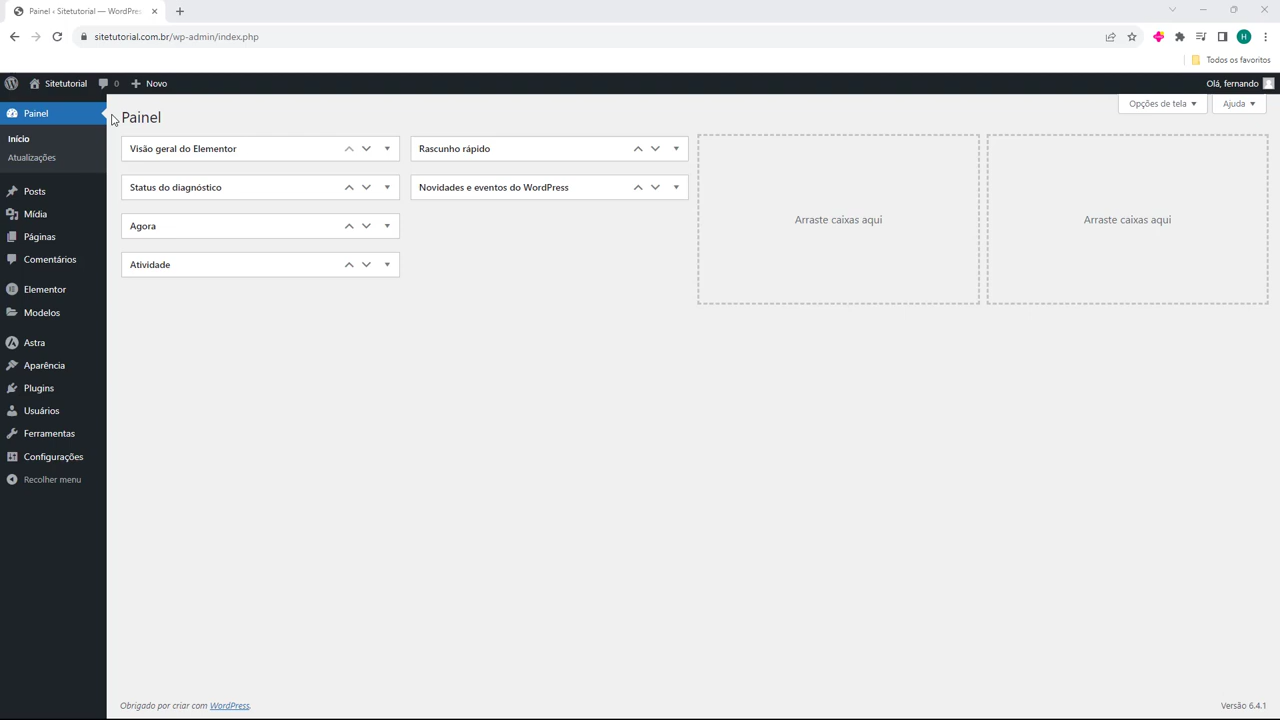 Painel ‹ Sitetutorial — WordPres
sitetutorial.com.br/wp-admin/index.php
H
Todos os favoritos
Sitetutorial
0
Novo
Olá, fernando
Painel
Início
Atualizações
Posts
Mídia
Páginas
Comentários
Elementor
Modelos
Astra
Aparência
Plugins
Usuários
Ferramentas
Configurações
Recolher menu
Painel
Opções de tela
Ajuda
Visão geral do Elementor
Status do diagnóstico
Agora
Atividade
Rascunho rápido
Novidades e eventos do WordPress
Arraste caixas aqui
Arraste caixas aqui
Obrigado por criar com WordPress.
Versão 6.4.1